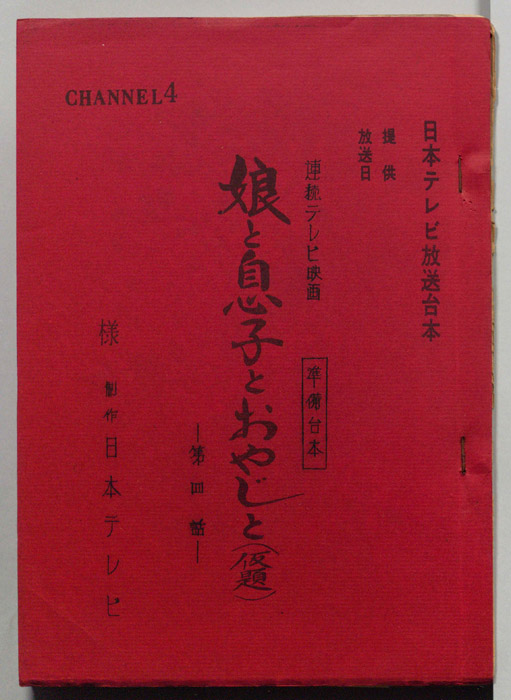 CHANNEL4
日本テレビ放送台本
提供
放送日
連続テレビ映画
準備台本
娘と息子とおやじと(仮題)
―第四話―
様
制作日本テレビ